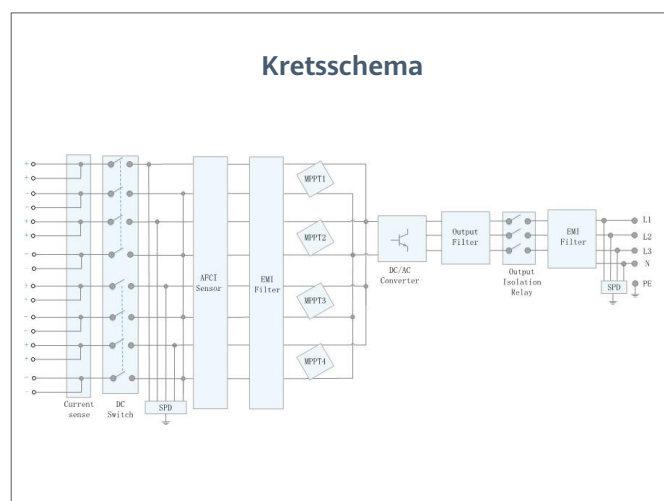 Kretsschema
+
+
-
-
+
+
-
-
+
+
-
-
+
+
-
-
Current
sense
DC
Switch
SPD
AFCI
Sensor
EMI
Filter
MPPT1
MPPT2
MPPT3
MPPT4
DC/AC
Converter
Output
Filter
Output
Isolation
Relay
EMI
Filter
SPD
L1
L2
L3
N
PE